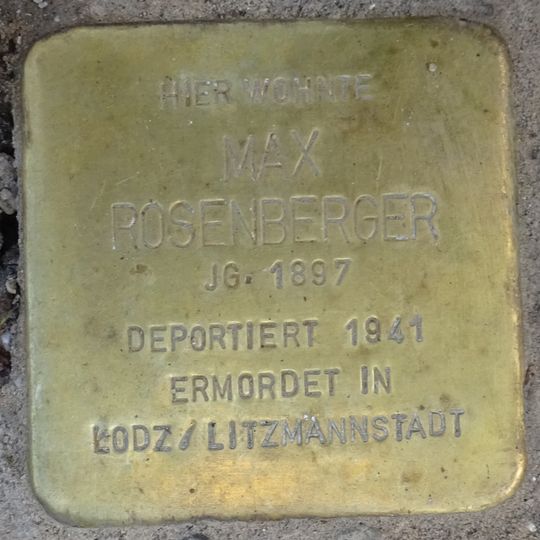 HIER WOHNTE
MAX
ROSENBERGER
JG. 1897
DEPORTIERT 1941
ERMORDET IN
ŁODZ/LITZMANNSTADT